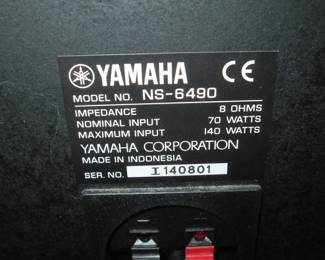 YAMAHA CE
MODEL NO. NS-6490
IMPEDANCE 8 OHMS
NOMINAL INPUT 70 WATTS
MAXIMUM INPUT 140 WATTS
YAMAHA CORPORATION
MADE IN INDONESIA
SER. NO. I 140801